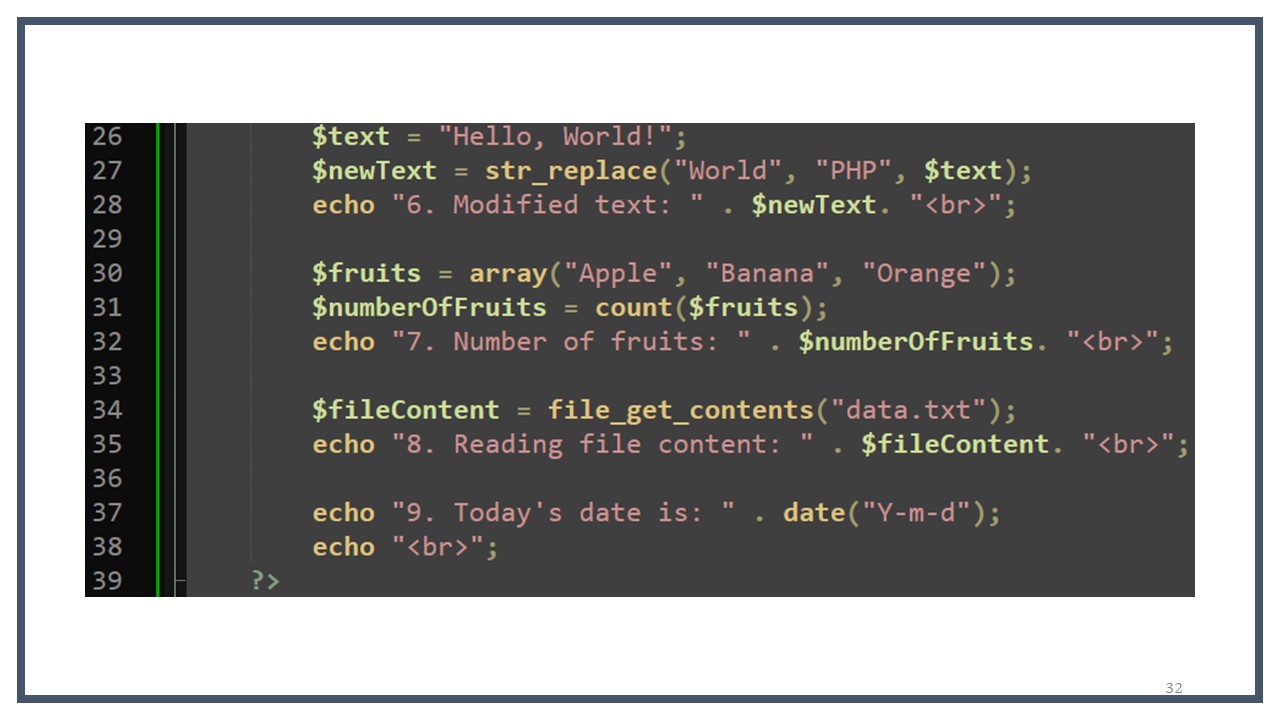 26 $text = "Hello, World!";
27 $newText = str_replace("World", "PHP", $text);
28 echo "6. Modified text: " . $newText. "<br>";
29
30 $fruits = array("Apple", "Banana", "Orange");
31 $numberOfFruits = count($fruits);
32 echo "7. Number of fruits: " . $numberOfFruits. "<br>";
33
34 $fileContent = file_get_contents("data.txt");
35 echo "8. Reading file content: " . $fileContent. "<br>";
36
37 echo "9. Today's date is: " . date("Y-m-d");
38 echo "<br>";
39 ?>
32